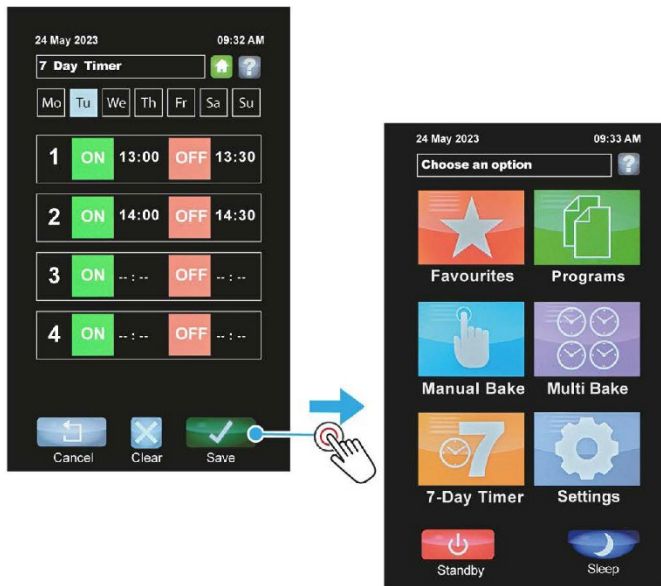 24 May 2023 09:32 AM
7 Day Timer ?
Mo Tu We Th Fr Sa Su
1 ON 13:00 OFF 13:30
2 ON 14:00 OFF 14:30
3 ON --:-- OFF --:--
4 ON --:-- OFF --:--
Cancel Clear Save
24 May 2023 09:33 AM
Choose an option ?
Favourites Programs
Manual Bake Multi Bake
7
7-Day Timer Settings
Standby Sleep